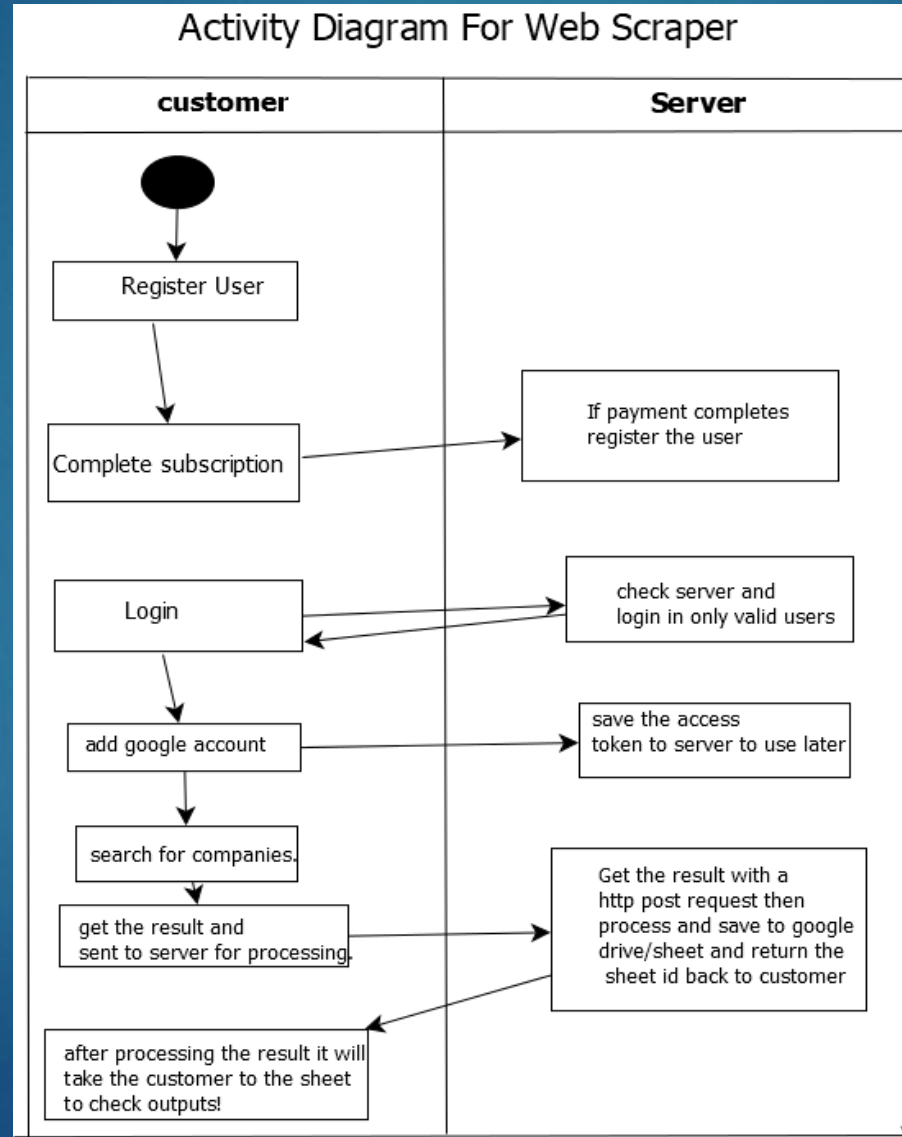 Activity Diagram For Web Scraper
customer
Server
Register User
Complete subscription
If payment completes
register the user
Login
check server and
login in only valid users
add google account
save the access
token to server to use later
search for companies.
get the result and
sent to server for processing.
Get the result with a
http post request then
process and save to google
drive/sheet and return the
sheet id back to customer
after processing the result it will
take the customer to the sheet
to check outputs!